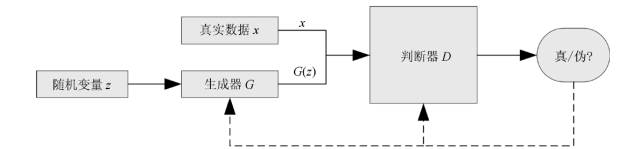 真实数据 x
x
随机变量 z
生成器 G
G(z)
判断器 D
真/伪?